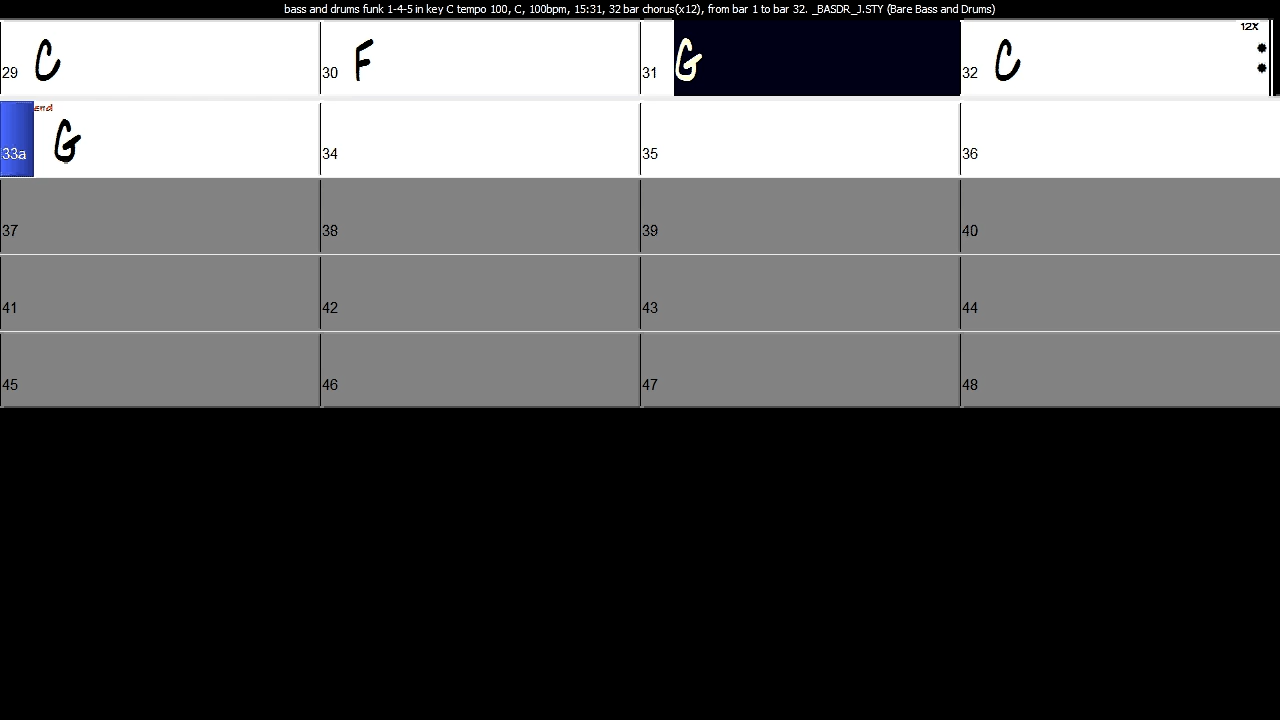 bass and drums funk 1-4-5 in key C tempo 100, C, 100bpm, 15:31, 32 bar chorus(x12), from bar 1 to bar 32. _BASDR_J.STY (Bare Bass and Drums)
12X
29 C 30 F 31 G 32 C
end
33a G 34 35 36
37 38 39 40
41 42 43 44
45 46 47 48